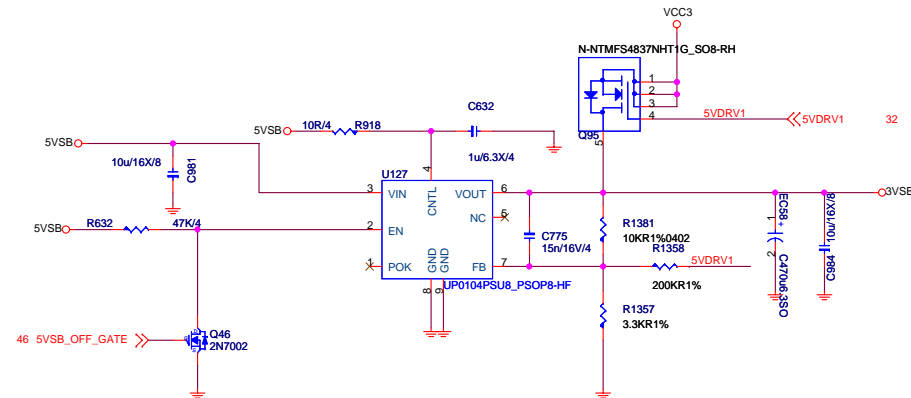 VCC3
N-NTMFS4837NHT1G_SO8-RH
1
2
3
4
5VDRV1
5VDRV1
32
Q95
5
5VSB
10R/4
R918
C632
1u/6.3X/4
5VSB
10u/16X/8
C981
U127
4
3
VIN
CNTL
VOUT
6
3VSB
5VSB
R632
47K/4
2
EN
NC
5
C775
15n/16V/4
R1381
10KR1%0402
R1358
5VDRV1
200KR1%
EC58
+
1
2
C470u6.3SO
10u/16X/8
C984
1
POK
GND
GND
FB
7
8
9
UP0104PSU8_PSOP8-HF
R1357
3.3KR1%
46
5VSB_OFF_GATE
Q46
2N7002